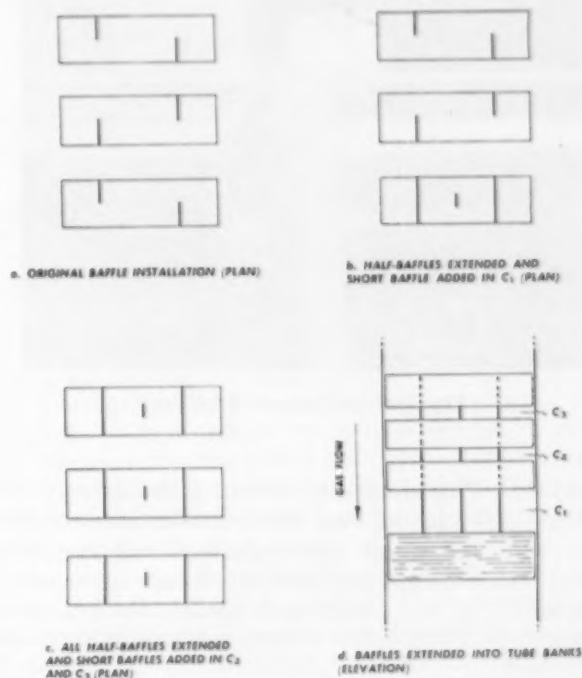 a. ORIGINAL BAFFLE INSTALLATION (PLAN)
b. HALF-BAFFLES EXTENDED AND
SHORT BAFFLE ADDED IN C₁ (PLAN)
c. ALL HALF-BAFFLES EXTENDED
AND SHORT BAFFLES ADDED IN C₂
AND C₃ (PLAN)
GAS FLOW
C₃
C₂
C₁
d. BAFFLES EXTENDED INTO TUBE BANKS
(ELEVATION)